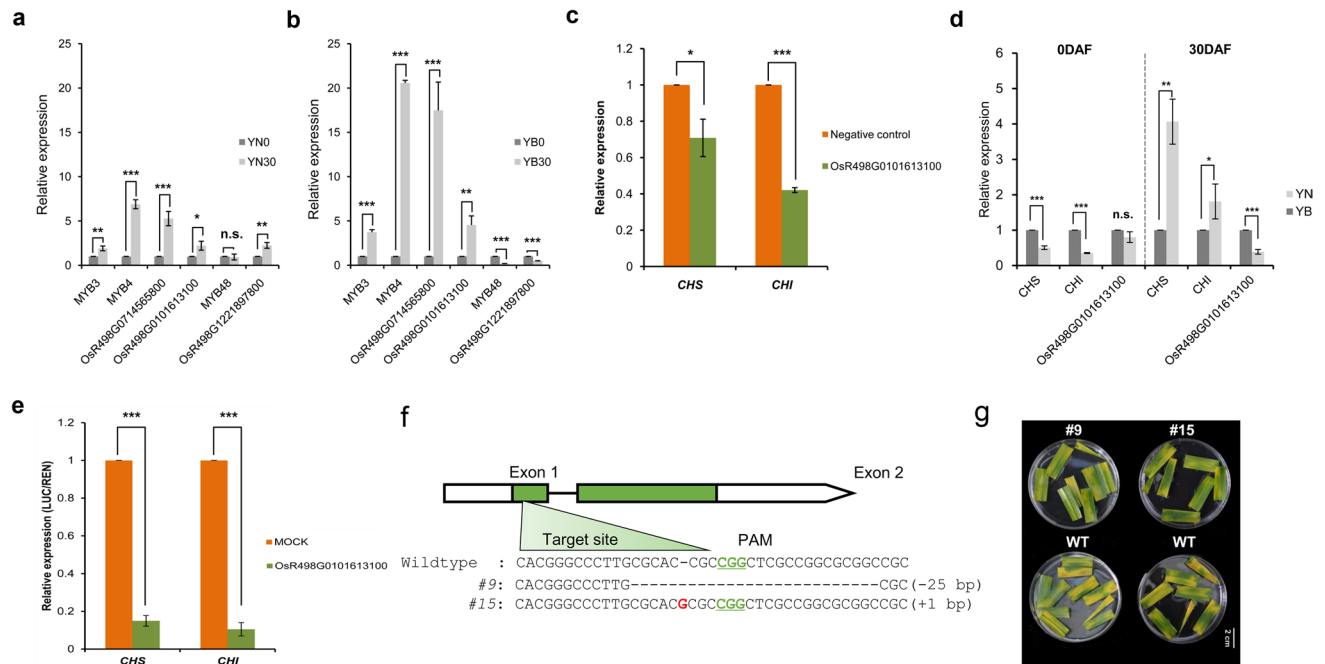 a
25
20
15
10
5
0
Relative expression
**
***
***
*
n.s.
**
YN0
YN30
MYB3
MYB4
OsR498G0714565800
OsR498G0101613100
MYB48
OsR498G1221897800
b
25
20
15
10
5
0
Relative expression
***
***
***
**
***
***
YB0
YB30
MYB3
MYB4
OsR498G0714565800
OsR498G0101613100
MYB48
OsR498G1221897800
c
1.2
1
0.8
0.6
0.4
0.2
0
Relative expression
*
***
Negative control
OsR498G0101613100
CHS
CHI
d
0DAF
30DAF
6
5
4
3
2
1
0
Relative expression
***
***
n.s.
**
*
***
YN
YB
CHS
CHI
OsR498G0101613100
CHS
CHI
OsR498G0101613100
e
1.2
1
0.8
0.6
0.4
0.2
0
Relative expression (LUC/REN)
***
***
MOCK
OsR498G0101613100
CHS
CHI
f
Exon 1
Exon 2
Target site
PAM
Wildtype : CACGGGCCCTTGCGCAC-CGCCGGCTCGCCGGCGCGGCCGC
#9: CACGGGCCCTTG-------------------------CGC(-25 bp)
#15: CACGGGCCCTTGCGCACGCGCCGGCTCGCCGGCGCGGCCGC(+1 bp)
g
#9
#15
WT
WT
2 cm